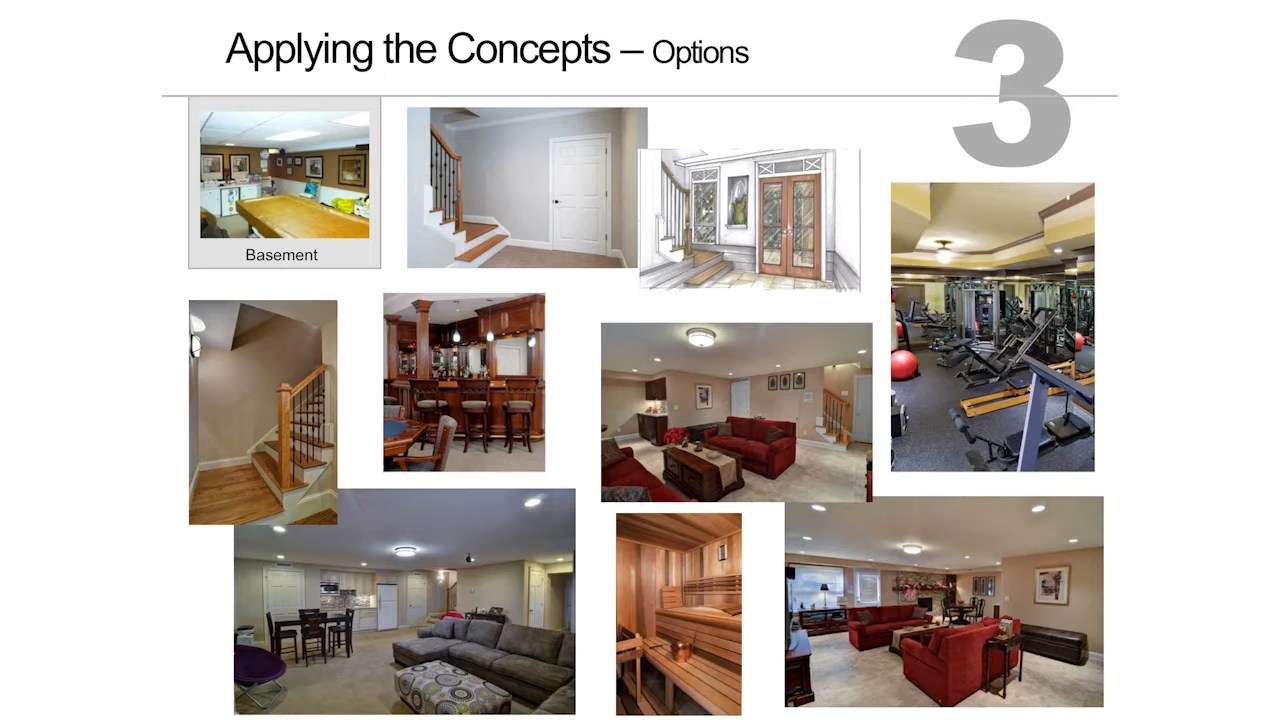 Applying the Concepts – Options
3
Basement